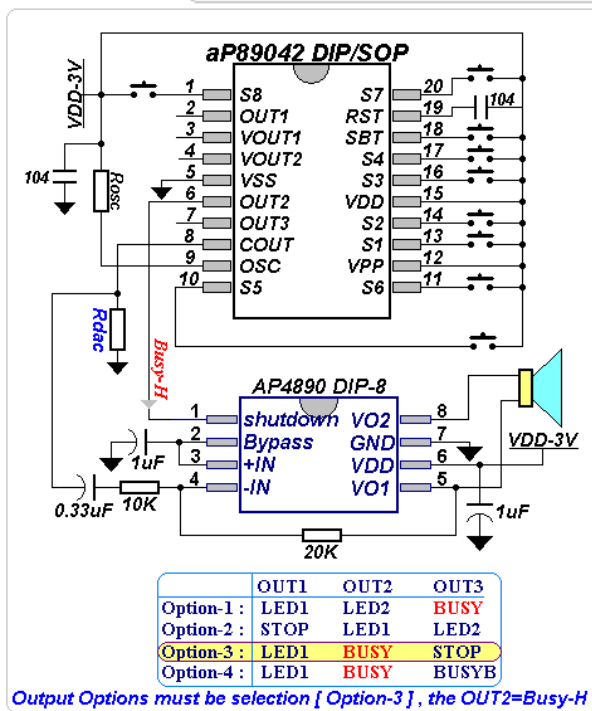 aP89042 DIP/SOP
VDD-3V
1 S8 S7 20
2 OUT1 RST 19 104
3 VOUT1 SBT 18
4 VOUT2 S4 17
104 5 VSS S3 16
Rosc 6 OUT2 VDD 15
7 OUT3 S2 14
8 COUT S1 13
9 OSC VPP 12
10 S5 S6 11
Rdac
Busy-H
AP4890 DIP-8
1 shutdown VO2 8
2 Bypass GND 7 VDD-3V
1uF 3 +IN VDD 6
4 -IN VO1 5
0.33uF 10K 1uF
20K
OUT1 OUT2 OUT3
Option-1 : LED1 LED2 BUSY
Option-2 : STOP LED1 LED2
Option-3 : LED1 BUSY STOP
Option-4 : LED1 BUSY BUSYB
Output Options must be selection [ Option-3 ] , the OUT2=Busy-H